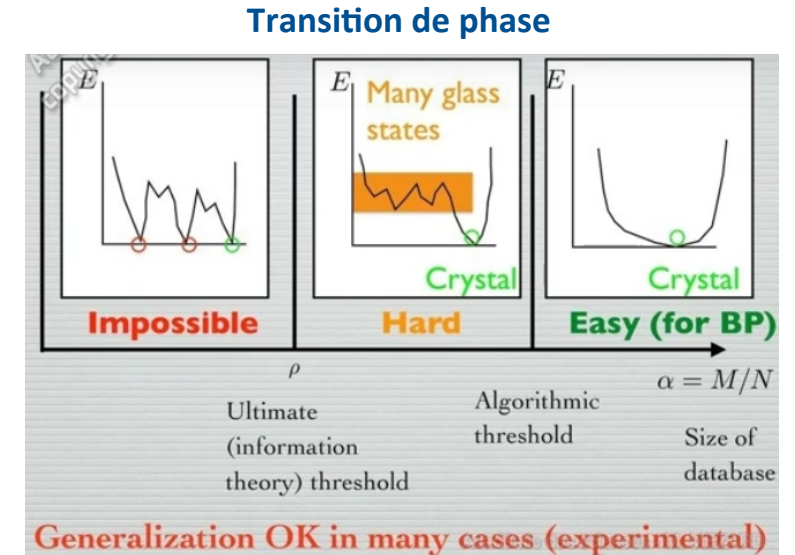 Transition de phase
E
E
Many glass
states
E
Crystal
Crystal
Impossible
Hard
Easy (for BP)
ρ
α = M/N
Ultimate
(information
theory) threshold
Algorithmic
threshold
Size of
database
Generalization OK in many cases (experimental)